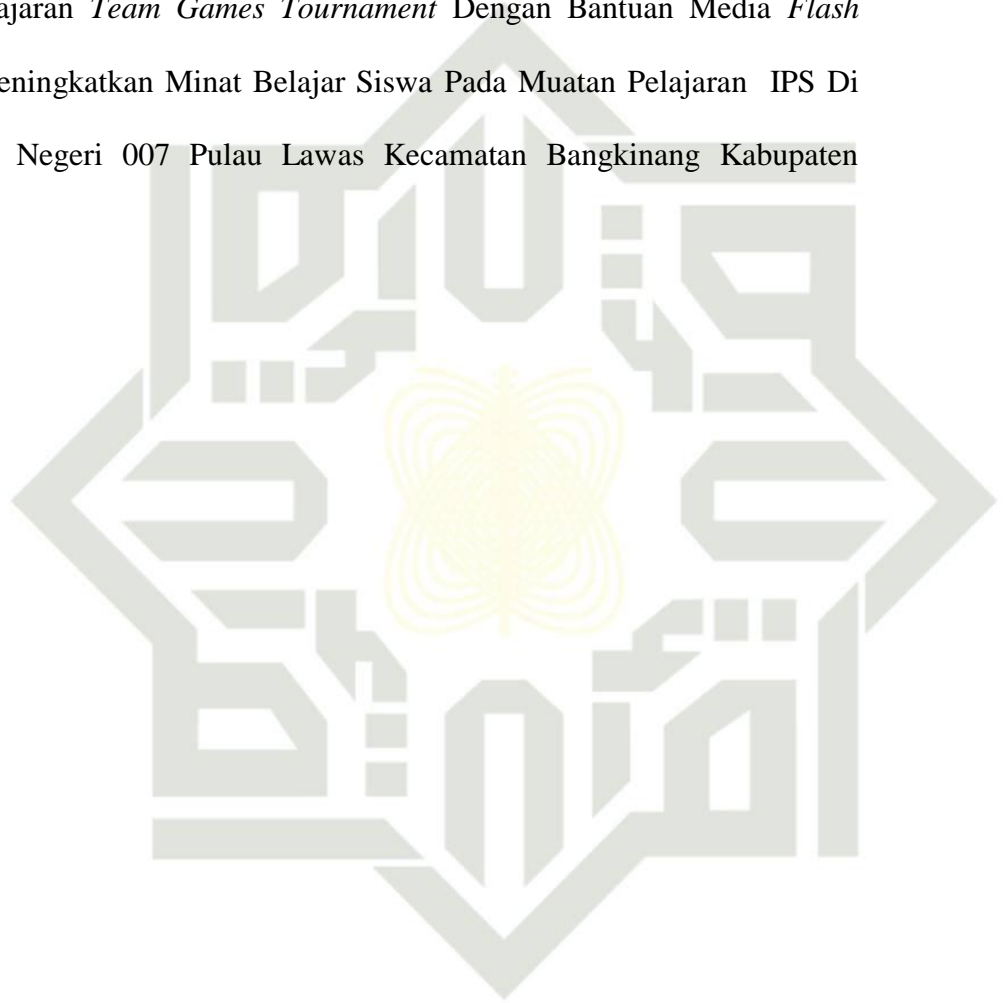 ajaran Team Games Tournament Dengan Bantuan Media Flash
eningkatkan Minat Belajar Siswa Pada Muatan Pelajaran IPS Di
Negeri 007 Pulau Lawas Kecamatan Bangkinang Kabupaten